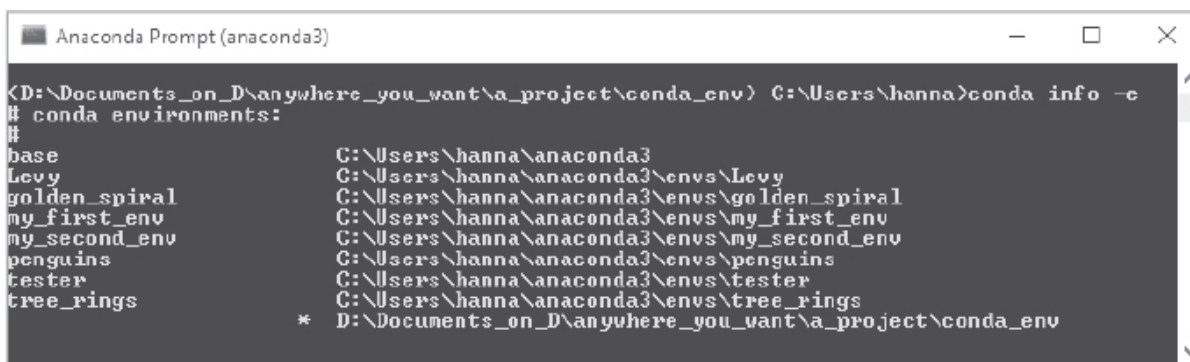 Anaconda Prompt (anaconda3)
(D:\Documents_on_D\anywhere_you_want\a_project\conda_env) C:\Users\hanna>conda info -e
# conda environments:
#
base C:\Users\hanna\anaconda3
Levy C:\Users\hanna\anaconda3\envs\Levy
golden_spiral C:\Users\hanna\anaconda3\envs\golden_spiral
my_first_env C:\Users\hanna\anaconda3\envs\my_first_env
my_second_env C:\Users\hanna\anaconda3\envs\my_second_env
penguins C:\Users\hanna\anaconda3\envs\penguins
tester C:\Users\hanna\anaconda3\envs\tester
tree_rings C:\Users\hanna\anaconda3\envs\tree_rings
* D:\Documents_on_D\anywhere_you_want\a_project\conda_env